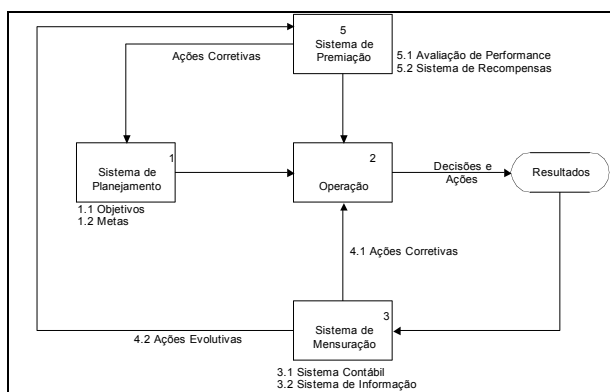 5
Sistema de
Premiação
Ações Corretivas
5.1 Avaliação de Performance
5.2 Sistema de Recompensas
1
Sistema de
Planejamento
1.1 Objetivos
1.2 Metas
2
Operação
Decisões e
Ações
Resultados
4.1 Ações Corretivas
3
Sistema de
Mensuração
4.2 Ações Evolutivas
3.1 Sistema Contábil
3.2 Sistema de Informação